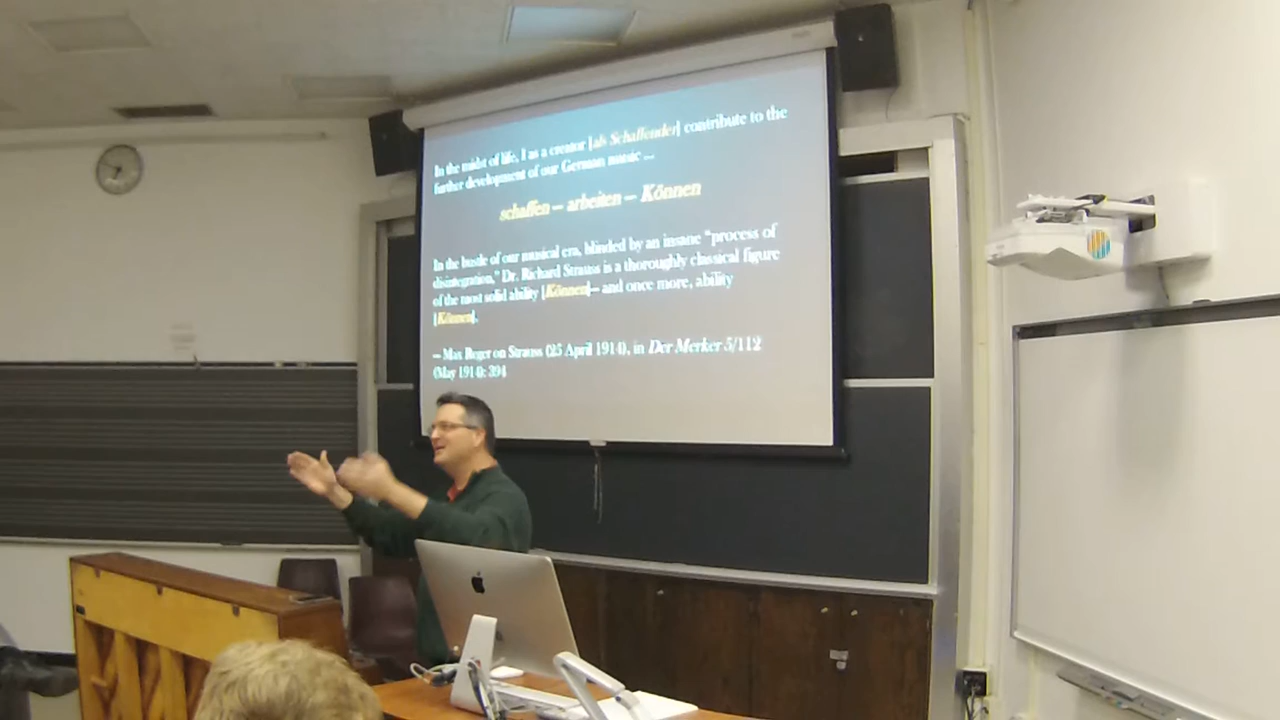 In the midst of life, I as a creator [als Schaffender] contribute to the
further development of our German music ...
schaffen – arbeiten – Können
In the bustle of our musical era, blinded by an insane "process of
disintegration," Dr. Richard Strauss is a thoroughly classical figure
of the most solid ability [Können]– and once more, ability
[Können].
– Max Reger on Strauss (25 April 1914), in Der Merker 5/112
(May 1914): 394